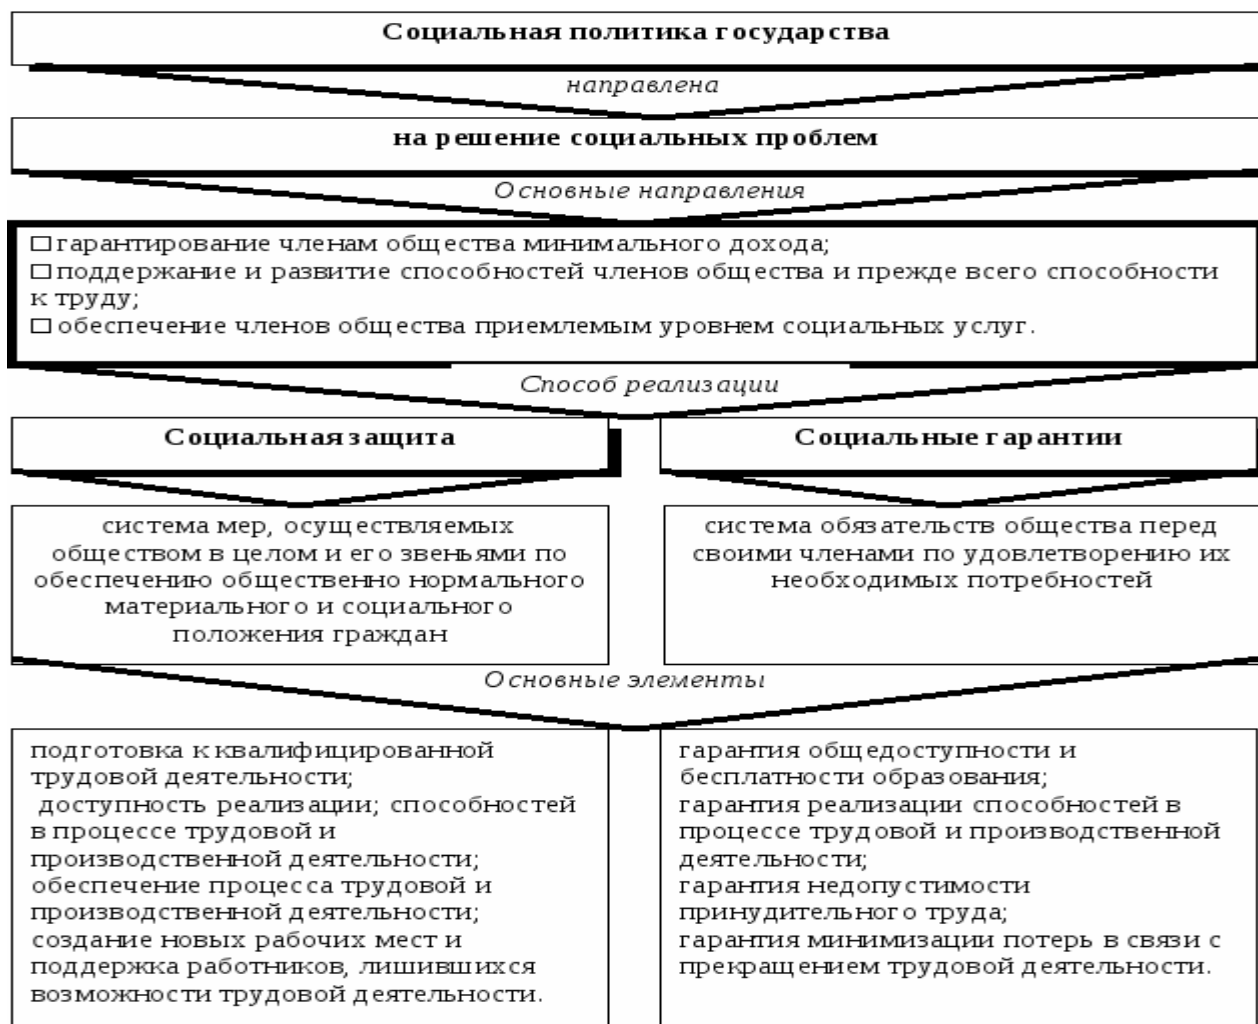 Социальная политика государства
направлена
на решение социальных проблем
Основные направления
□ гарантирование членам общества минимального дохода;
□ поддержание и развитие способностей членов общества и прежде всего способности
к труду;
□ обеспечение членов общества приемлемым уровнем социальных услуг.
Способ реализации
Социальная защита
Социальные гарантии
система мер, осуществляемых
обществом в целом и его звеньями по
обеспечению общественно нормального
материального и социального
положения граждан
система обязательств общества перед
своими членами по удовлетворению их
необходимых потребностей
Основные элементы
подготовка к квалифицированной
трудовой деятельности;
доступность реализации; способностей
в процессе трудовой и
производственной деятельности;
обеспечение процесса трудовой и
производственной деятельности;
создание новых рабочих мест и
поддержка работников, лишившихся
возможности трудовой деятельности.
гарантия общедоступности и
бесплатности образования;
гарантия реализации способностей в
процессе трудовой и производственной
деятельности;
гарантия недопустимости
принудительного труда;
гарантия минимизации потерь в связи с
прекращением трудовой деятельности.